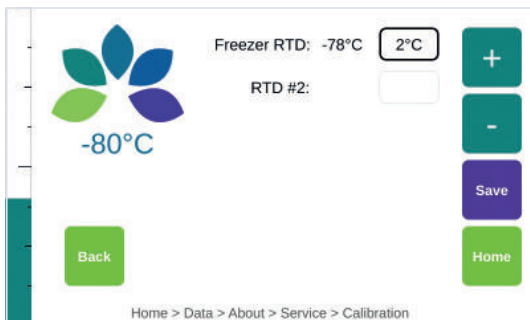 Freezer RTD: -78°C 2°C +
RTD #2:
-
-80°C
Save
Back
Home
Home > Data > About > Service > Calibration